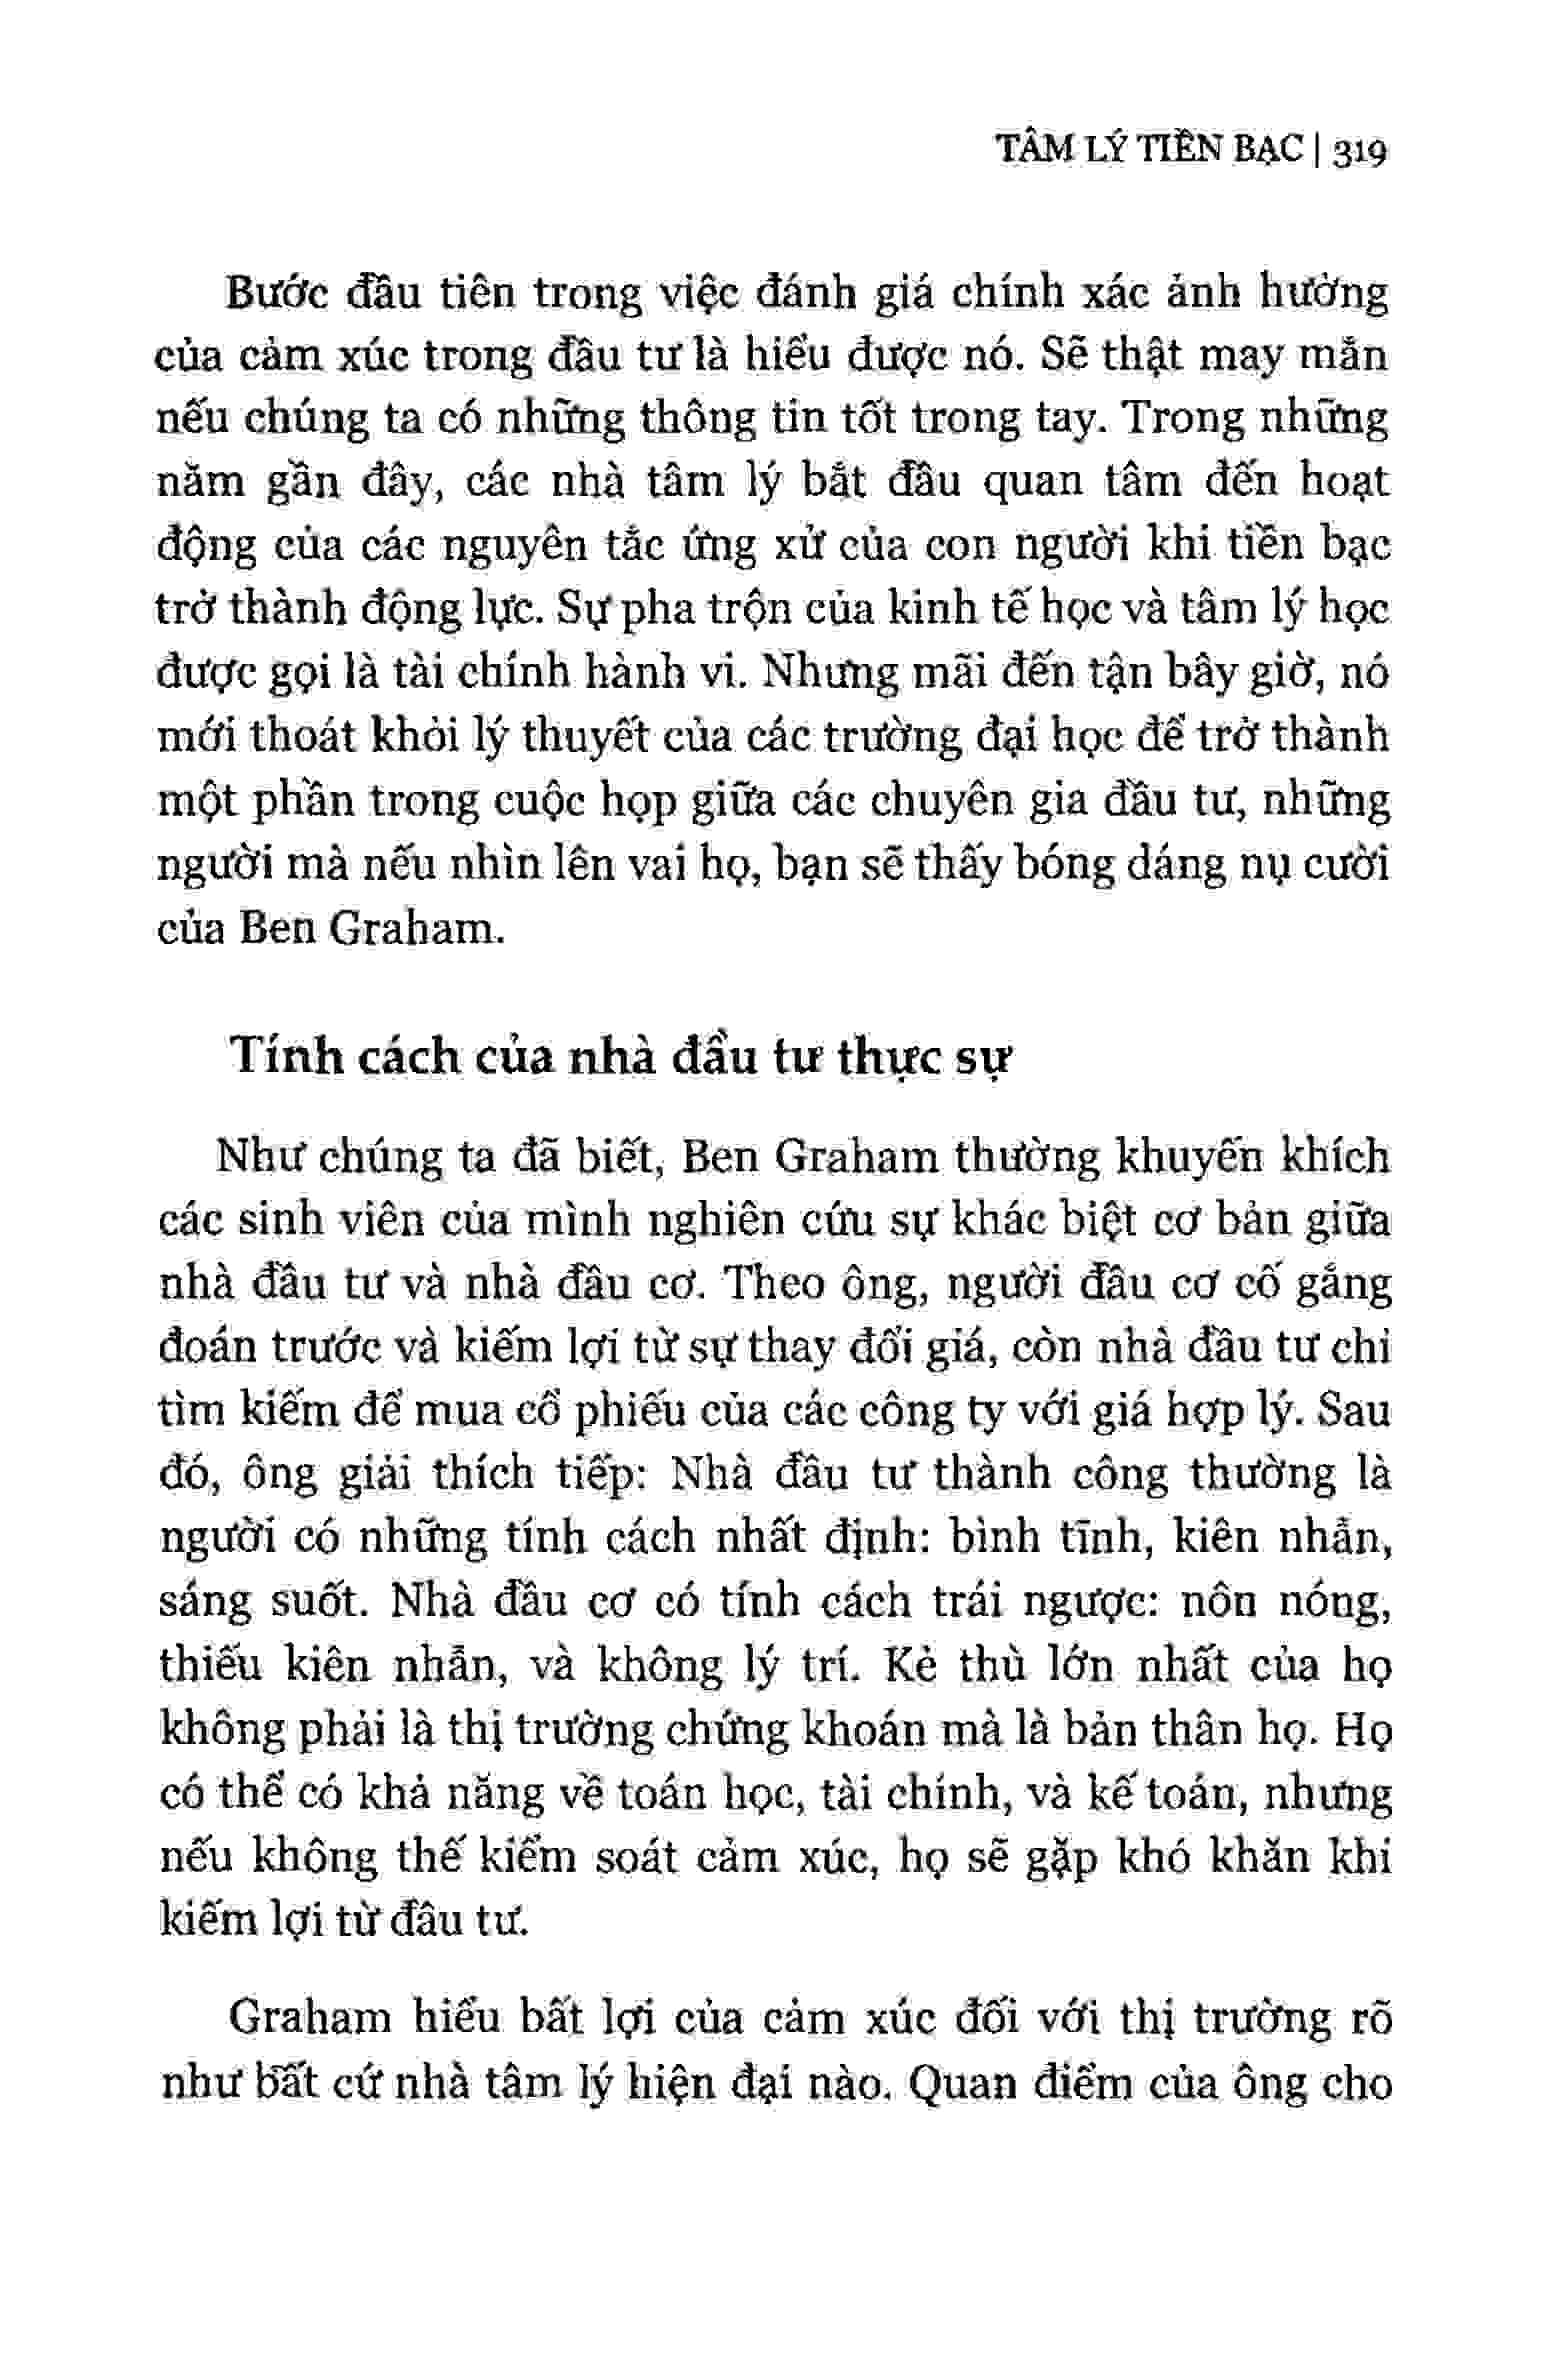 TÂM LÝ TIỀN BẠC | 319
Bước đầu tiên trong việc đánh giá chính xác ảnh hưởng
của cảm xúc trong đầu tư là hiểu được nó. Sẽ thật may mắn
nếu chúng ta có những thông tin tốt trong tay. Trong những
năm gần đây, các nhà tâm lý bắt đầu quan tâm đến hoạt
động của các nguyên tắc ứng xử của con người khi tiền bạc
trở thành động lực. Sự pha trộn của kinh tế học và tâm lý học
được gọi là tài chính hành vi. Nhưng mãi đến tận bây giờ, nó
mới thoát khỏi lý thuyết của các trường đại học để trở thành
một phần trong cuộc họp giữa các chuyên gia đầu tư, những
người mà nếu nhìn lên vai họ, bạn sẽ thấy bóng dáng nụ cười
của Ben Graham.
Tính cách của nhà đầu tư thực sự
Như chúng ta đã biết, Ben Graham thường khuyến khích
các sinh viên của mình nghiên cứu sự khác biệt cơ bản giữa
nhà đầu tư và nhà đầu cơ. Theo ông, người đầu cơ cố gắng
đoán trước và kiếm lợi từ sự thay đổi giá, còn nhà đầu tư chỉ
tìm kiếm để mua cổ phiếu của các công ty với giá hợp lý. Sau
đó, ông giải thích tiếp: Nhà đầu tư thành công thường là
người có những tính cách nhất định: bình tĩnh, kiên nhẫn,
sáng suốt. Nhà đầu cơ có tính cách trái ngược: nôn nóng,
thiếu kiên nhẫn, và không lý trí. Kẻ thù lớn nhất của họ
không phải là thị trường chứng khoán mà là bản thân họ. Họ
có thể có khả năng về toán học, tài chính, và kế toán, nhưng
nếu không thế kiểm soát cảm xúc, họ sẽ gặp khó khăn khi
kiếm lợi từ đầu tư.
Graham hiểu bất lợi của cảm xúc đối với thị trường rõ
như bất cứ nhà tâm lý hiện đại nào. Quan điểm của ông cho